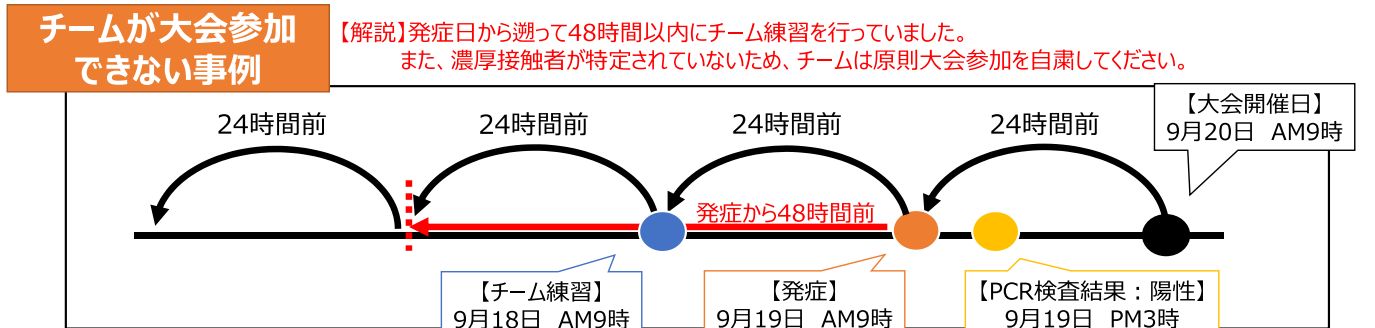 チームが大会参加
できない事例
【解説】発症日から遡って48時間以内にチーム練習を行っていました。
また、濃厚接触者が特定されていないため、チームは原則大会参加を自粛してください。
【大会開催日】
9月20日 AM9時
24時間前
24時間前
24時間前
24時間前
発症から48時間前
【チーム練習】
9月18日 AM9時
【発症】
9月19日 AM9時
【PCR検査結果：陽性】
9月19日 PM3時